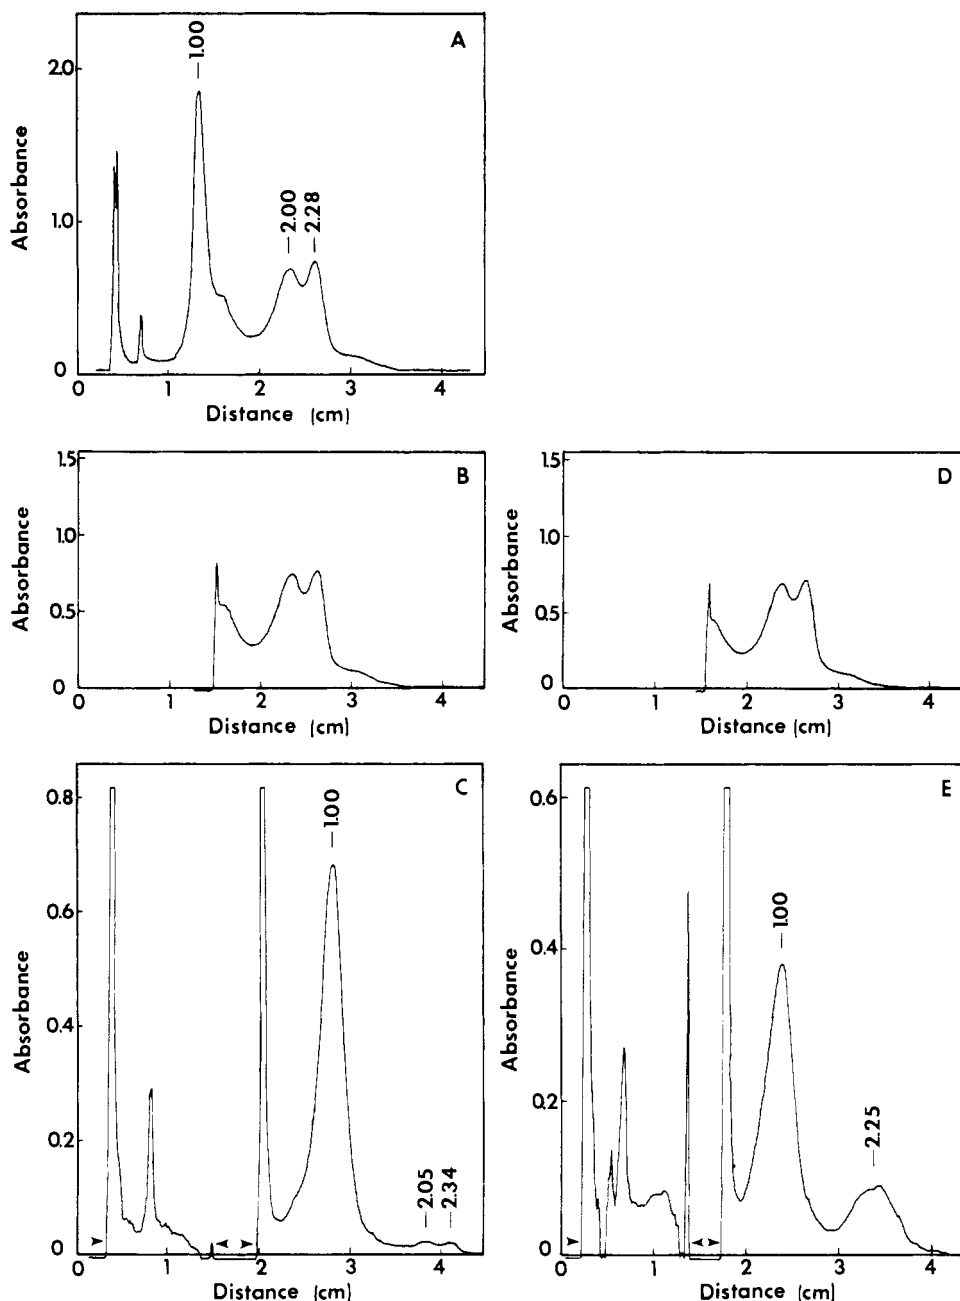 A
— 1.00
— 2.00
— 2.28
2.0
1.0
0
Absorbance
0 1 2 3 4
Distance (cm)
B
1.5
1.0
0.5
0
Absorbance
0 1 2 3 4
Distance (cm)
D
1.5
1.0
0.5
0
Absorbance
0 1 2 3 4
Distance (cm)
C
— 1.00
— 2.05
— 2.34
0.8
0.6
0.4
0.2
0
Absorbance
0 1 2 3 4
Distance (cm)
E
— 1.00
— 2.25
0.6
0.4
0.2
0
Absorbance
0 1 2 3 4
Distance (cm)